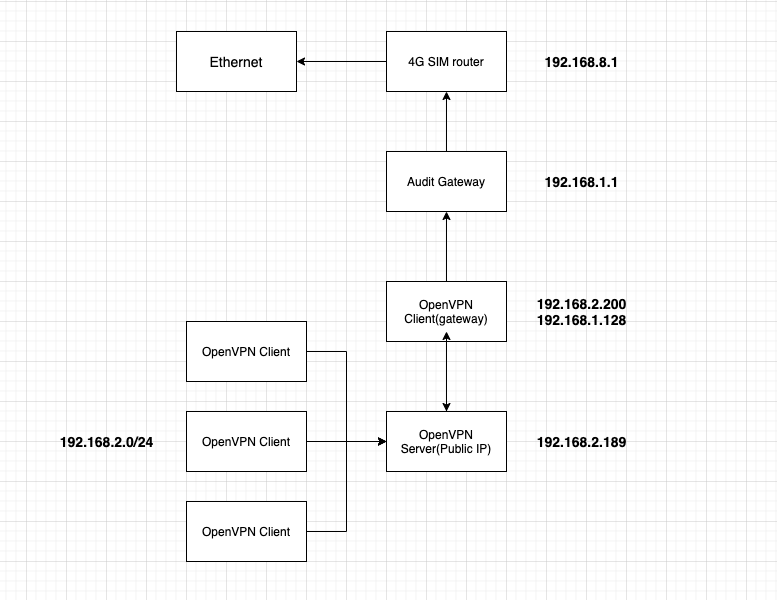 Ethernet
4G SIM router
192.168.8.1
Audit Gateway
192.168.1.1
OpenVPN
Client(gateway)
192.168.2.200
192.168.1.128
OpenVPN Client
192.168.2.0/24
OpenVPN Client
OpenVPN
Server(Public IP)
192.168.2.189
OpenVPN Client